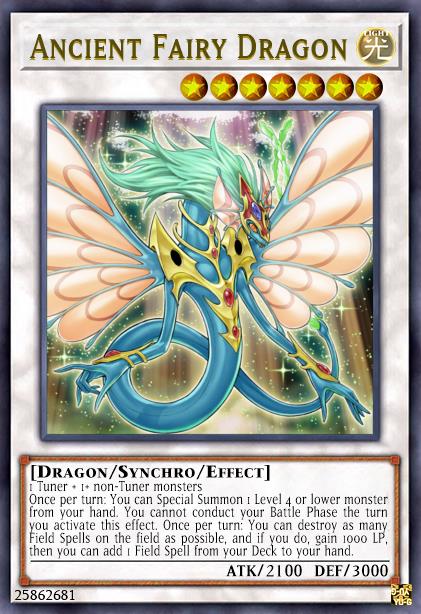 ANCIENT FAIRY DRAGON
LIGHT
光
[DRAGON/SYNCHRO/EFFECT]
1 Tuner + 1+ non-Tuner monsters
Once per turn: You can Special Summon 1 Level 4 or lower monster
from your hand. You cannot conduct your Battle Phase the turn
you activate this effect. Once per turn: You can destroy as many
Field Spells on the field as possible, and if you do, gain 1000 LP,
then you can add 1 Field Spell from your Deck to your hand.
ATK/2100 DEF/3000
25862681